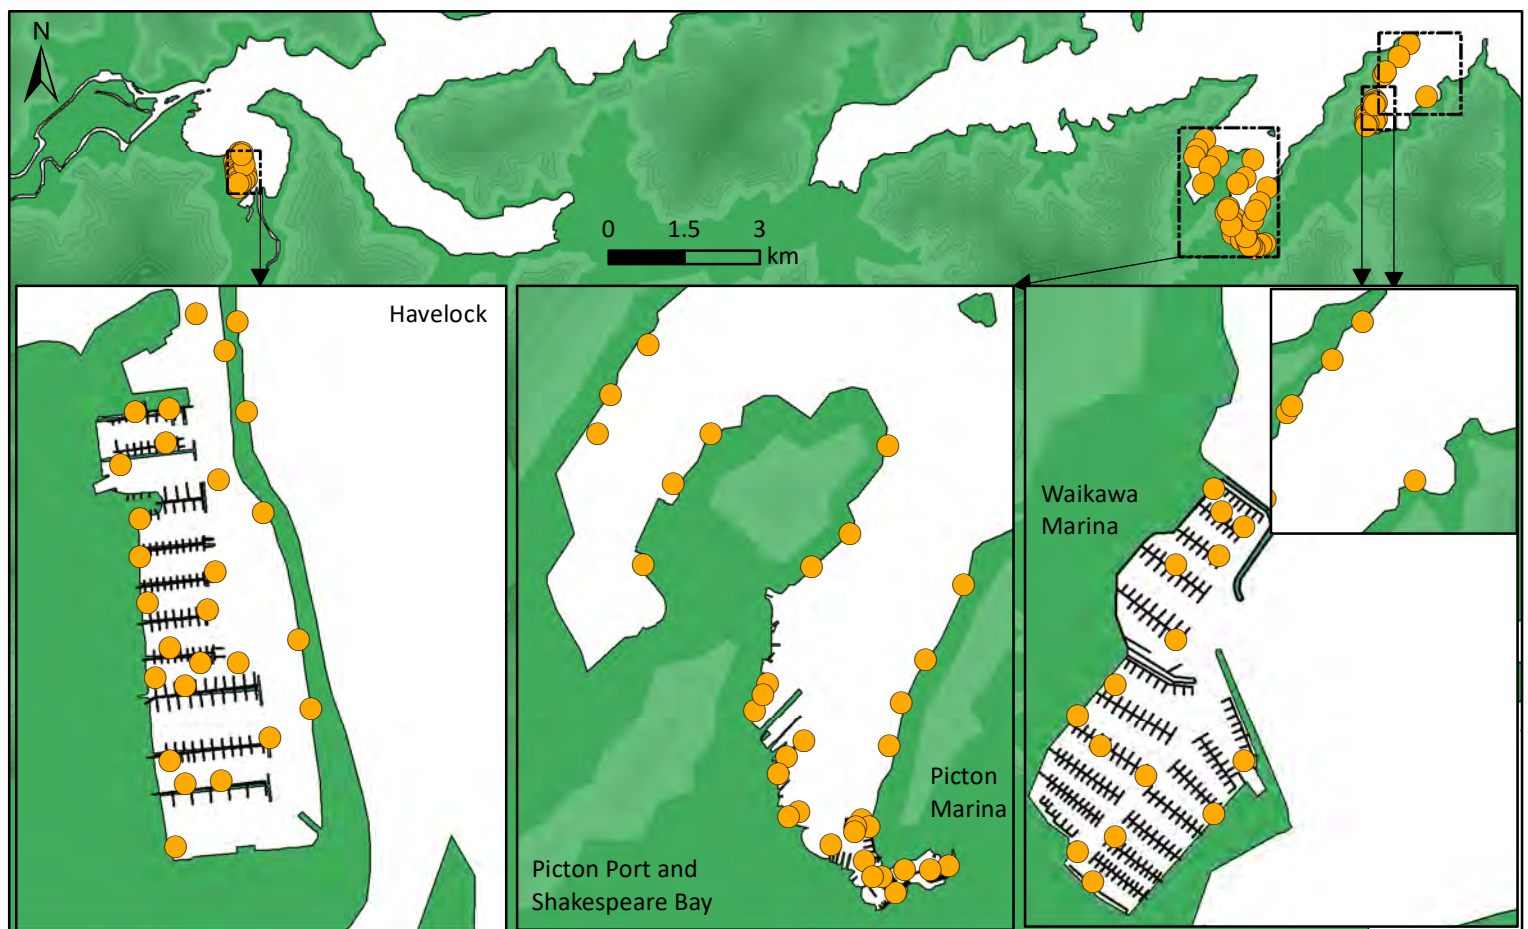 N
0 1.5 3
km
Havelock
Waikawa
Marina
Picton
Marina
Picton Port and
Shakespeare Bay